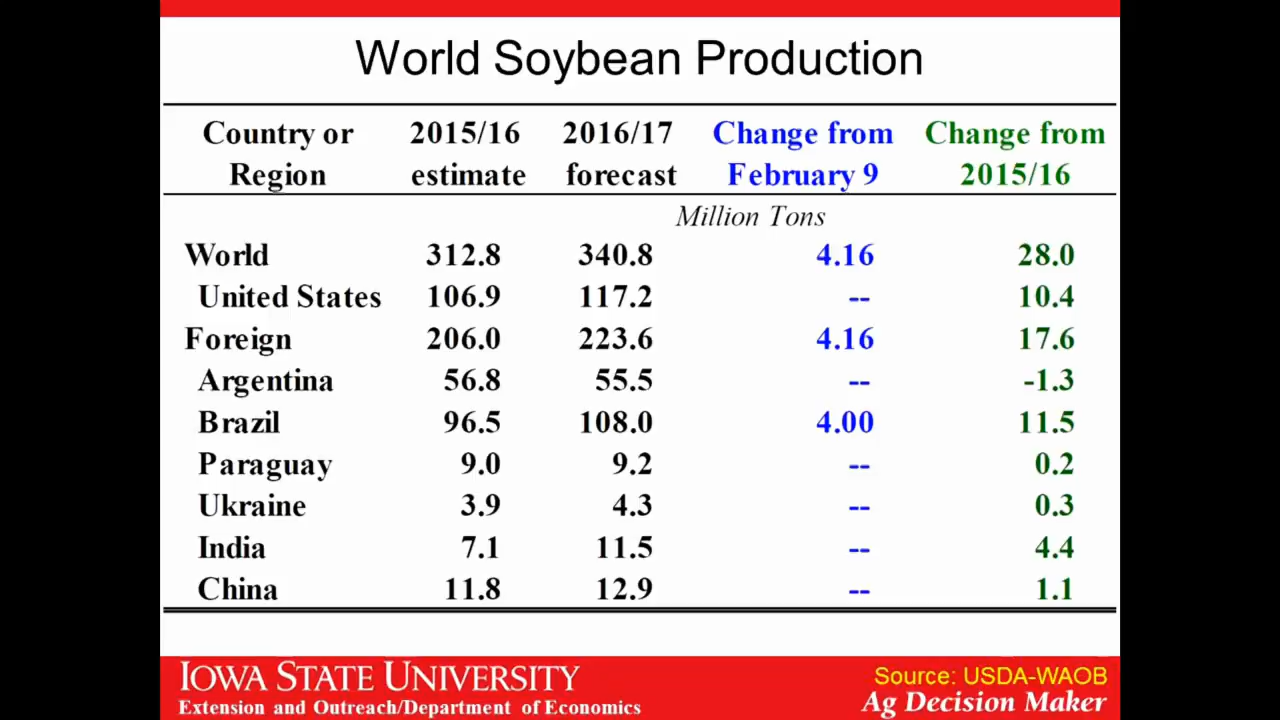 World Soybean Production
Country or Region 2015/16 estimate 2016/17 forecast Change from February 9 Change from 2015/16
Million Tons
World 312.8 340.8 4.16 28.0
United States 106.9 117.2 -- 10.4
Foreign 206.0 223.6 4.16 17.6
Argentina 56.8 55.5 -- -1.3
Brazil 96.5 108.0 4.00 11.5
Paraguay 9.0 9.2 -- 0.2
Ukraine 3.9 4.3 -- 0.3
India 7.1 11.5 -- 4.4
China 11.8 12.9 -- 1.1
IOWA STATE UNIVERSITY
Extension and Outreach/Department of Economics
Source: USDA-WAOB
Ag Decision Maker